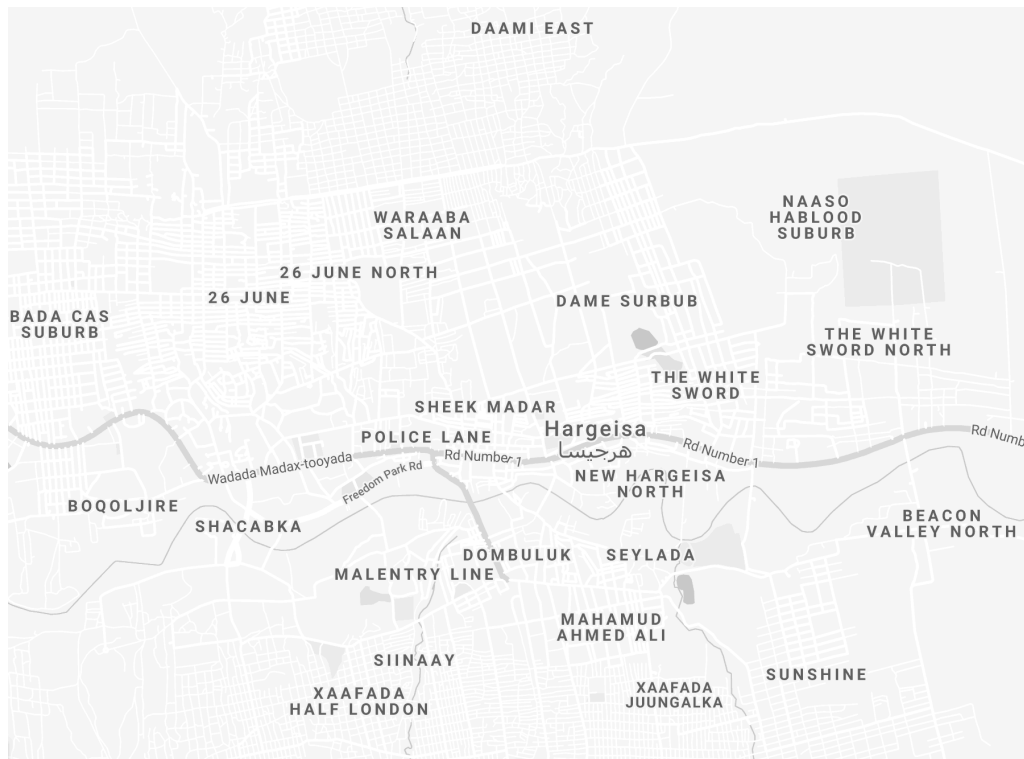 DAAMI EAST
NAASO
HABLOOD
SUBURB
WARAABA
SALAAN
26 JUNE NORTH
26 JUNE
DAME SURBUB
BADA CAS
SUBURB
THE WHITE
SWORD NORTH
THE WHITE
SWORD
SHEEK MADAR
Hargeisa
هرجيسا
POLICE LANE
Rd Number 1
Rd Number 1
Rd Numb
Wadada Madax-tooyada
Freedom Park Rd
NEW HARGEISA
NORTH
BOQOLJIRE
SHACABKA
BEACON
VALLEY NORTH
DOMBULUK
SEYLADA
MALENTRY LINE
MAHAMUD
AHMED ALI
SIINAAY
SUNSHINE
XAAFADA
HALF LONDON
XAAFADA
JUUNGALKA